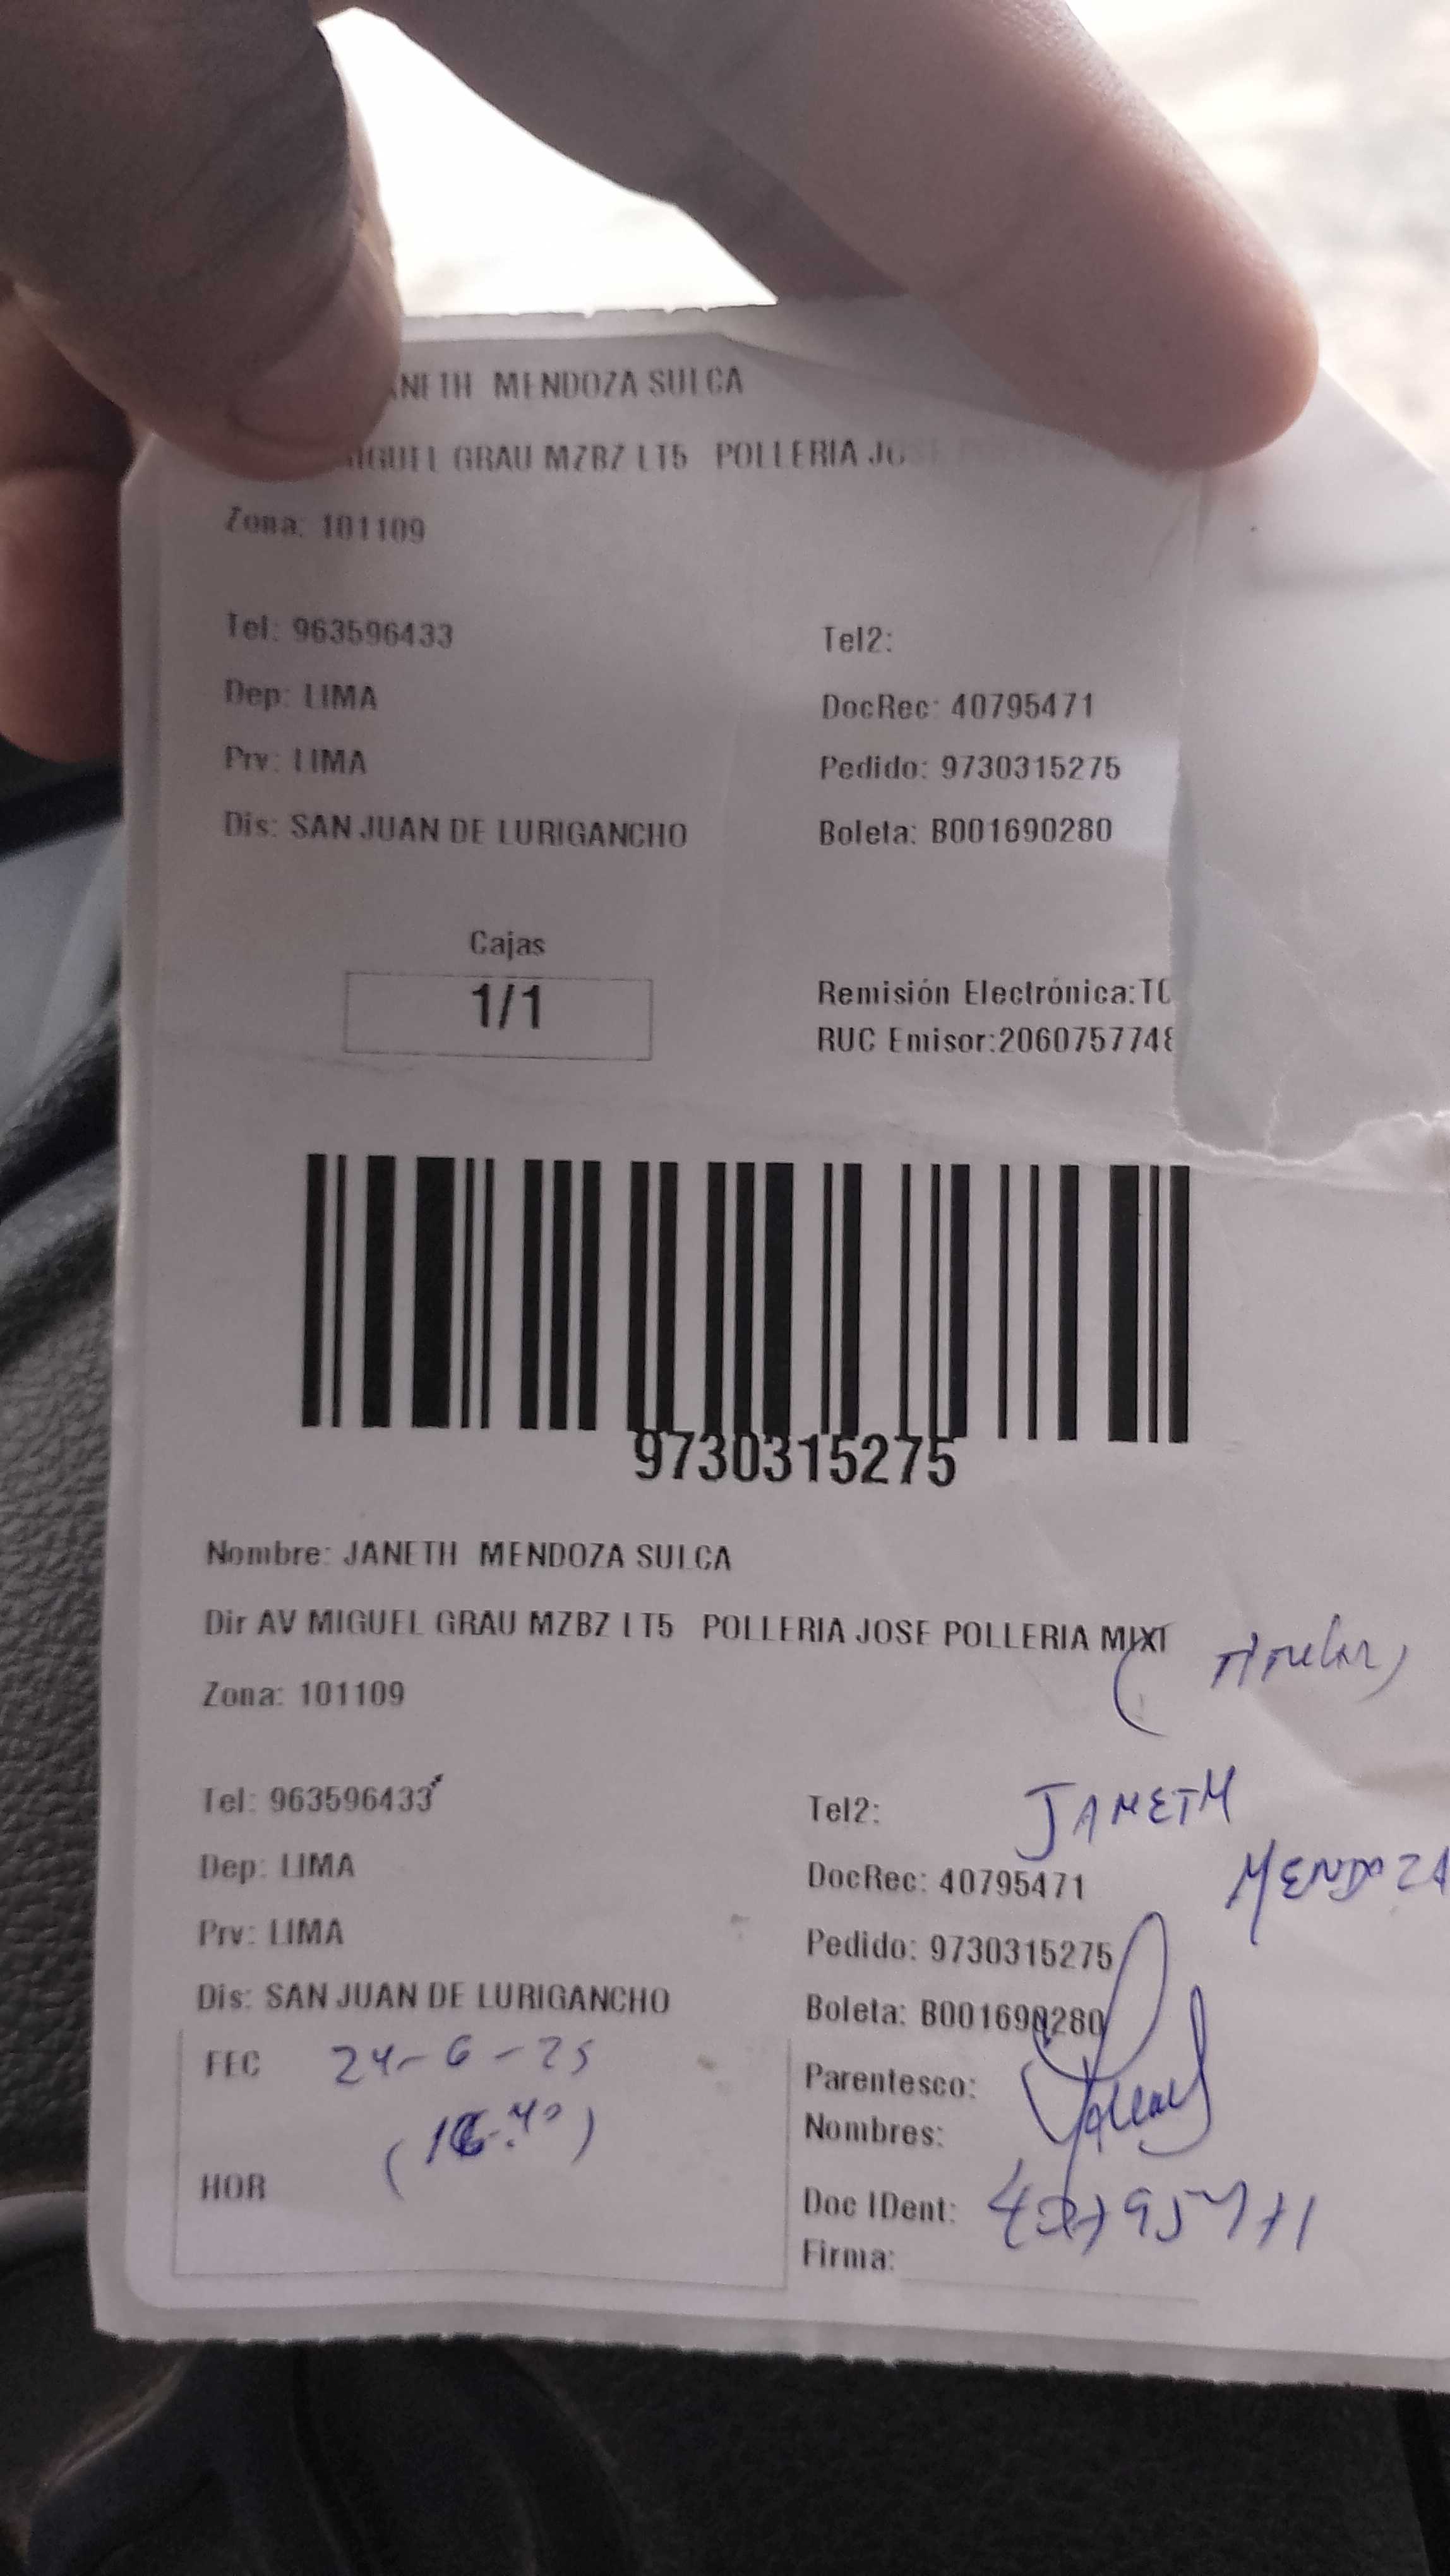 NETH MENDOZA SULCA
MIGUEL GRAU MZBZ LT5 POLLERIA JOSE
Zona: 101109
Tel: 963596433 Tel2:
Dep: LIMA DocRec: 40795471
Prv: LIMA Pedido: 9730315275
Dis: SAN JUAN DE LURIGANCHO Boleta: B001690280
Cajas
1/1
Remisión Electrónica:T
RUC Emisor:2060757748
9730315275
Nombre: JANETH MENDOZA SULCA
Dir AV MIGUEL GRAU MZBZ LT5 POLLERIA JOSE POLLERIA MIXT
(Titular)
Zona: 101109
Tel: 963596433 Tel2:
JANETH
Dep: LIMA DocRec: 40795471
MENDOZA
Prv: LIMA Pedido: 9730315275
Dis: SAN JUAN DE LURIGANCHO Boleta: B001690280
FEC 24-6-25
Parentesco:
Nombres:
HOR
Doc IDent: 40795471
Firma: